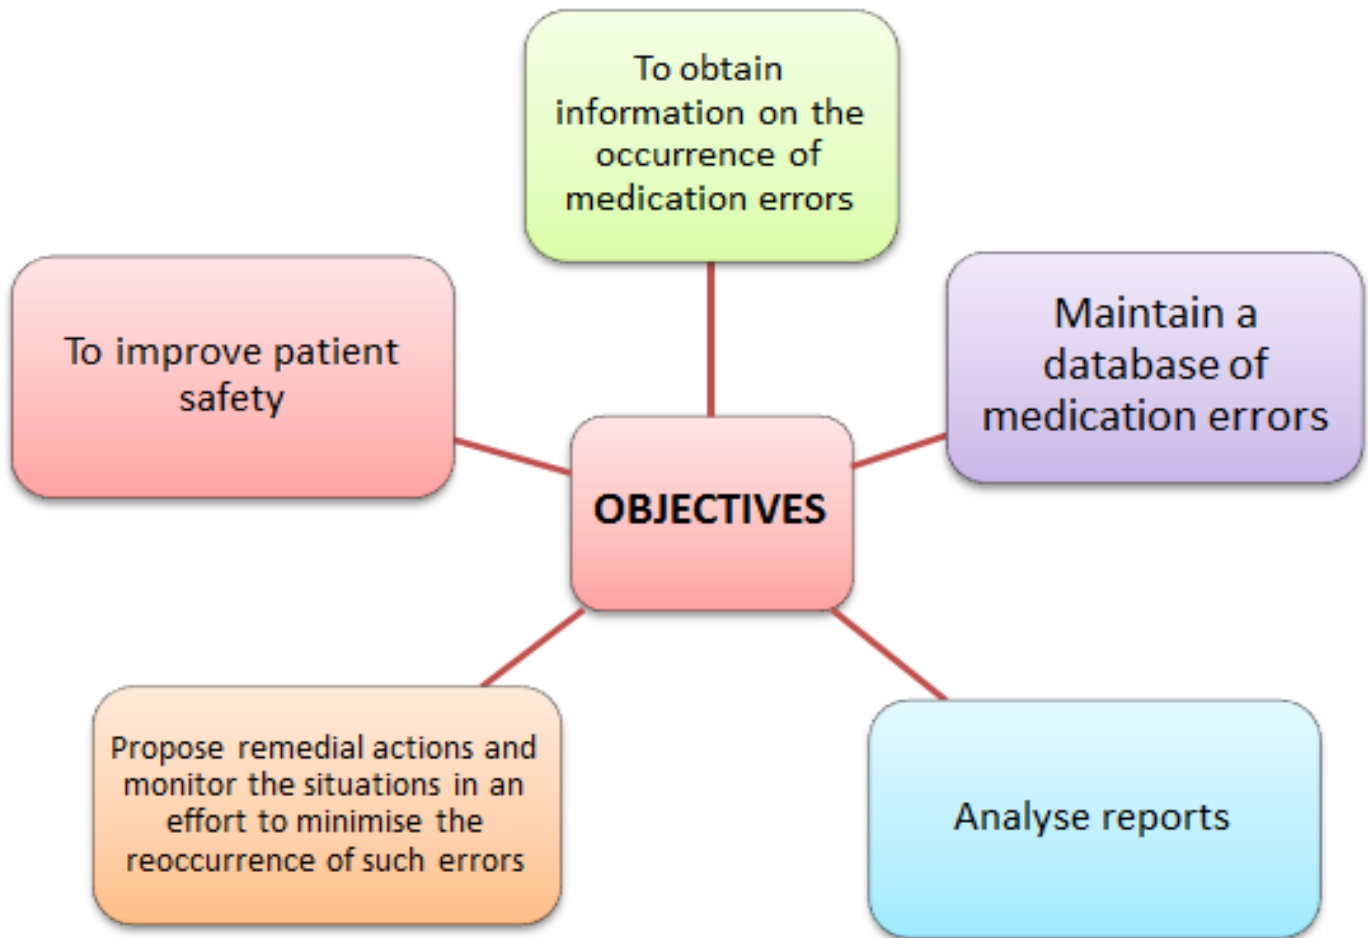 To obtain
information on the
occurrence of
medication errors
To improve patient
safety
Maintain a
database of
medication errors
OBJECTIVES
Propose remedial actions and
monitor the situations in an
effort to minimise the
reoccurrence of such errors
Analyse reports